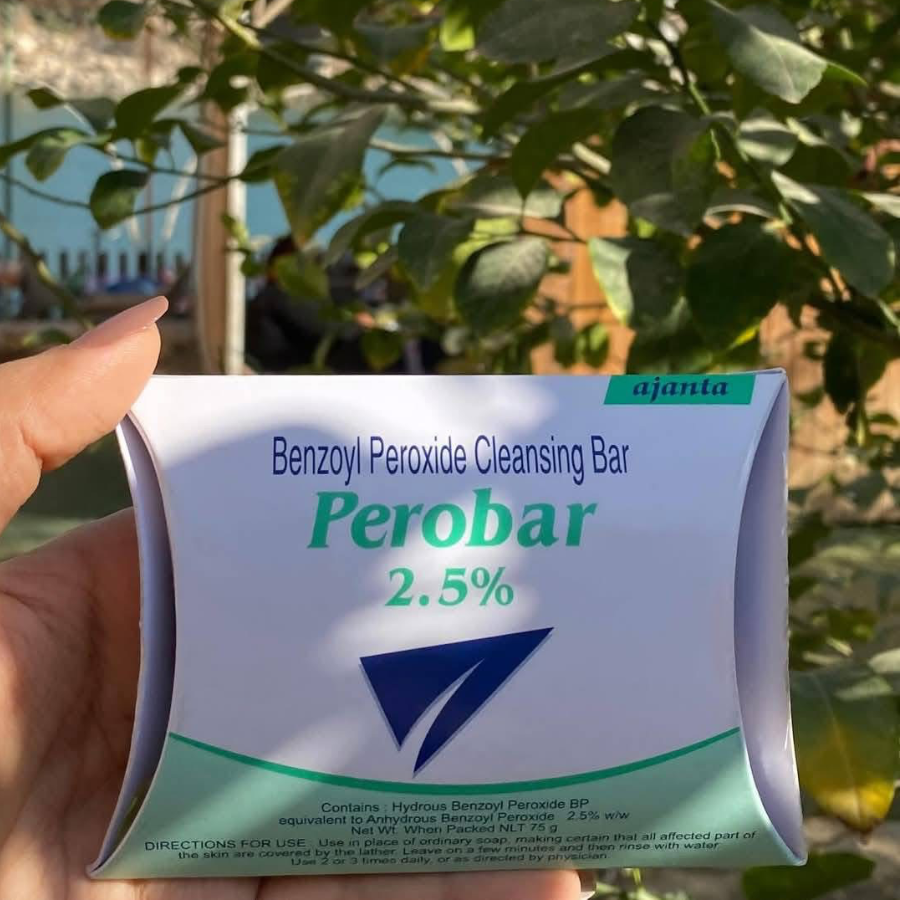 ajanta
Benzoyl Peroxide Cleansing Bar
Perobar
2.5%
Contains : Hydrous Benzoyl Peroxide BP
equivalent to Anhydrous Benzoyl Peroxide 2.5% w/w
Net Wt. When Packed NLT 75 g
DIRECTIONS FOR USE : Use in place of ordinary soap, making certain that all affected part of
the skin are covered by the lather. Leave on a few minutes and then rinse with water
Use 2 or 3 times daily, or as directed by physician